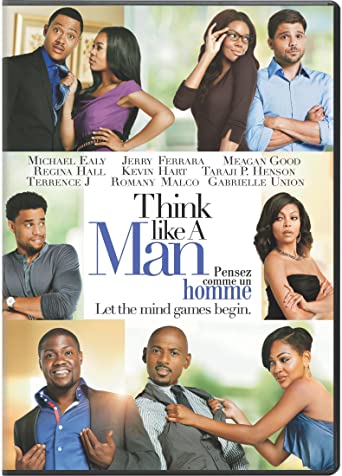 MICHAEL EALY JERRY FERRARA MEAGAN GOOD
REGINA HALL KEVIN HART TARAJI P. HENSON
TERRENCE J ROMANY MALCO GABRIELLE UNION
Think
like A
Man
Pensez
comme un
homme
Let the mind games begin.